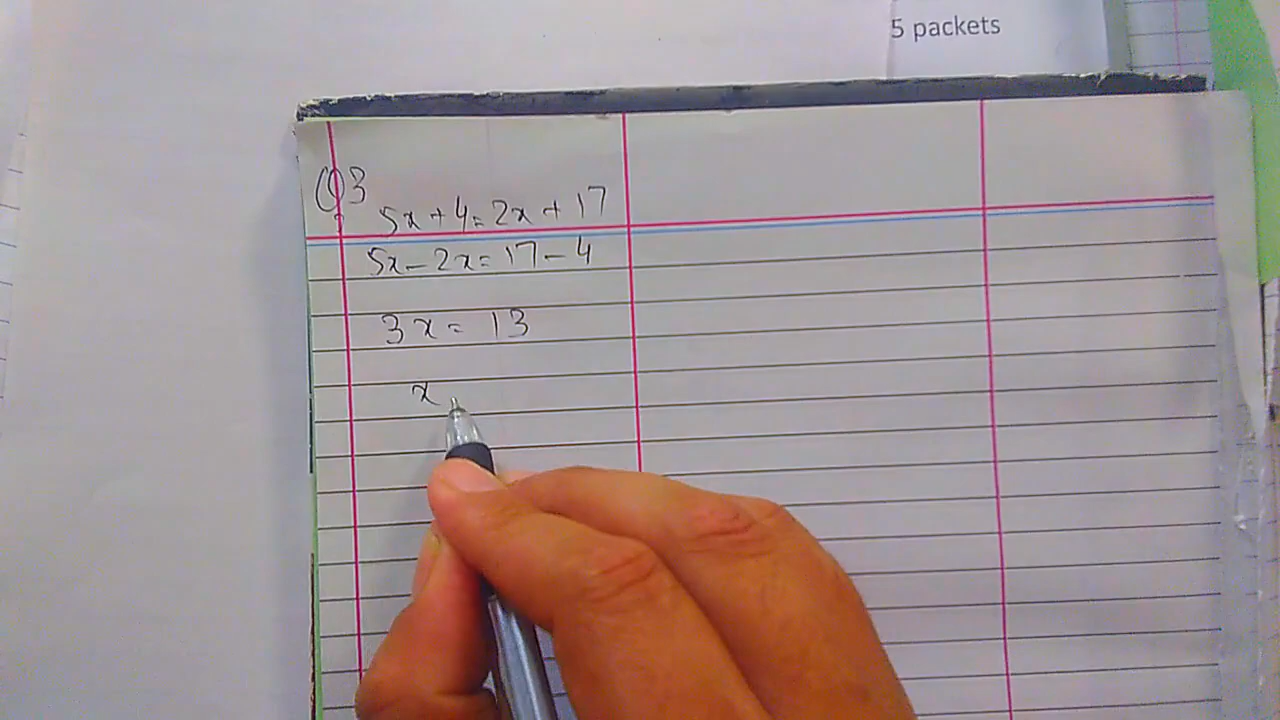 5 packets
Q3
5x + 4 = 2x + 17
5x - 2x = 17 - 4
3x = 13
x